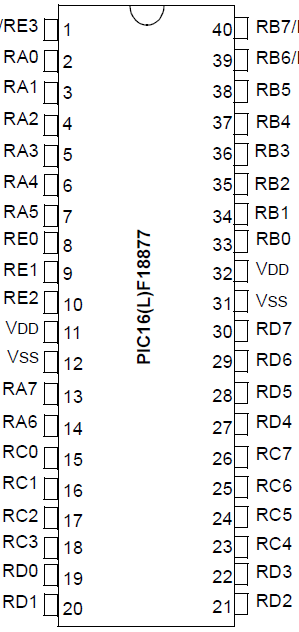 /RE3 1 40 RB7/
RA0 2 39 RB6/
RA1 3 38 RB5
RA2 4 37 RB4
RA3 5 36 RB3
RA4 6 35 RB2
RA5 7 34 RB1
RE0 8 33 RB0
RE1 9 32 VDD
RE2 10 31 VSS
VDD 11 30 RD7
VSS 12 29 RD6
RA7 13 28 RD5
RA6 14 27 RD4
RC0 15 26 RC7
RC1 16 25 RC6
RC2 17 24 RC5
RC3 18 23 RC4
RD0 19 22 RD3
RD1 20 21 RD2
PIC16(L)F18877